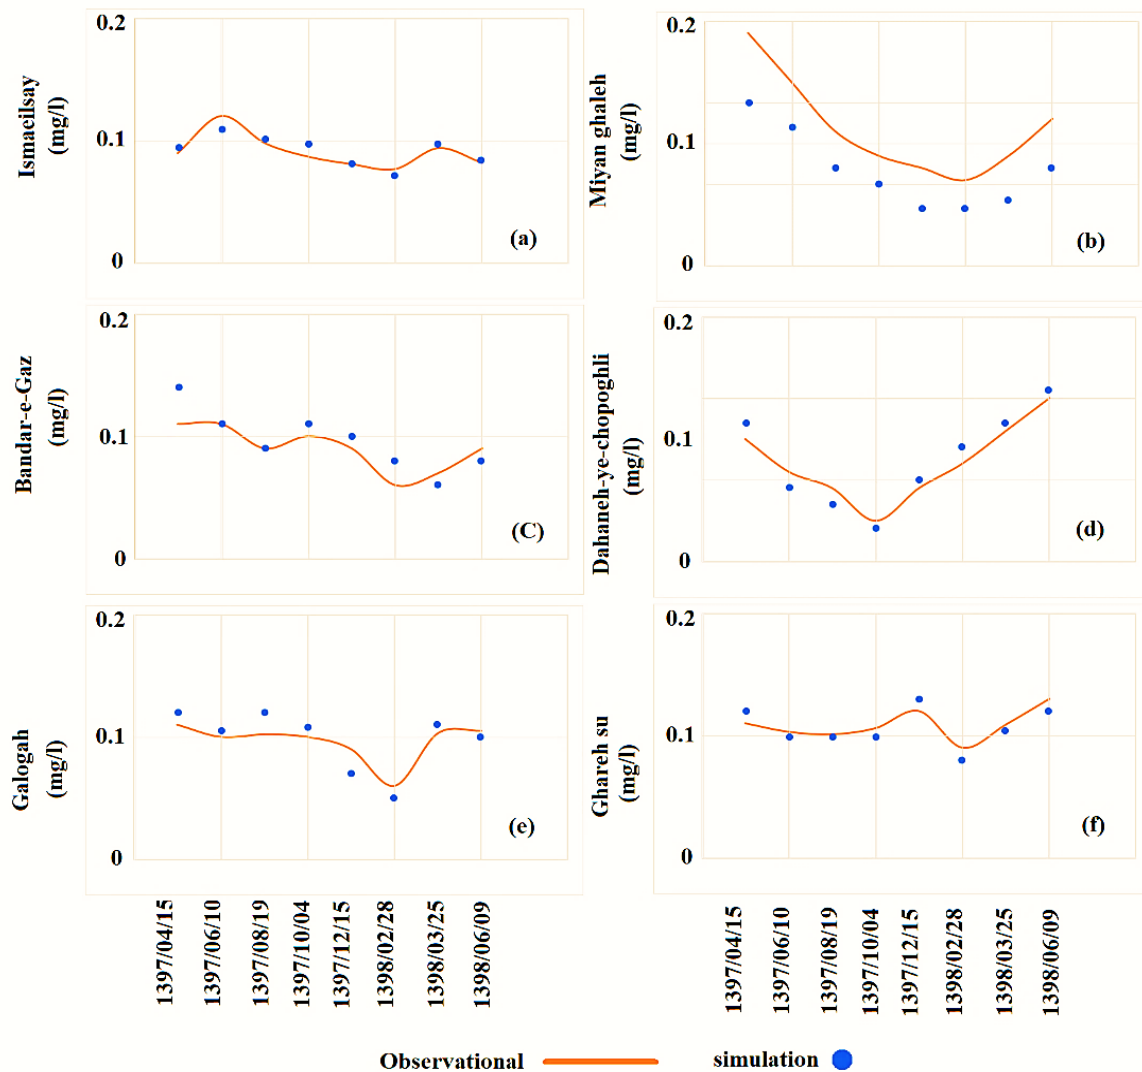 0.2
Ismaeilsay
(mg/l)
0.1
(a)
0
0.2
Miyan ghaleh
(mg/l)
0.1
(b)
0
0.2
Bandar-e-Gaz
(mg/l)
0.1
(C)
0
0.2
Dahaneh-ye-chopoghli
(mg/l)
0.1
(d)
0
0.2
Galogah
(mg/l)
0.1
(e)
0
0.2
Ghareh su
(mg/l)
0.1
(f)
0
1397/04/15
1397/06/10
1397/08/19
1397/10/04
1397/12/15
1398/02/28
1398/03/25
1398/06/09
1397/04/15
1397/06/10
1397/08/19
1397/10/04
1397/12/15
1398/02/28
1398/03/25
1398/06/09
Observational
simulation